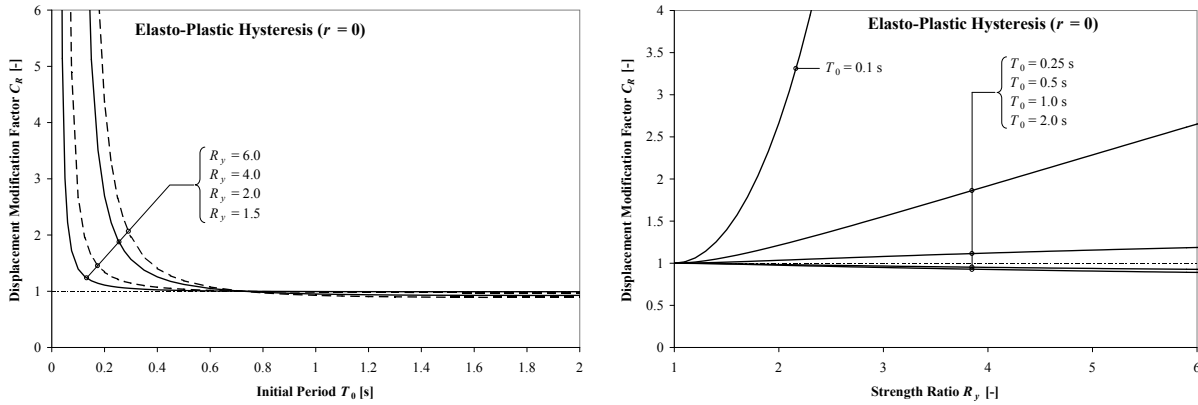 Elasto-Plastic Hysteresis (r = 0)
Displacement Modification Factor C_R [-]
6
5
4
3
2
1
0
R_y = 6.0
R_y = 4.0
R_y = 2.0
R_y = 1.5
0 0.2 0.4 0.6 0.8 1 1.2 1.4 1.6 1.8 2
Initial Period T_0 [s]
Elasto-Plastic Hysteresis (r = 0)
Displacement Modification Factor C_R [-]
4
3.5
3
2.5
2
1.5
1
0.5
0
T_0 = 0.1 s
T_0 = 0.25 s
T_0 = 0.5 s
T_0 = 1.0 s
T_0 = 2.0 s
1 2 3 4 5 6
Strength Ratio R_y [-]